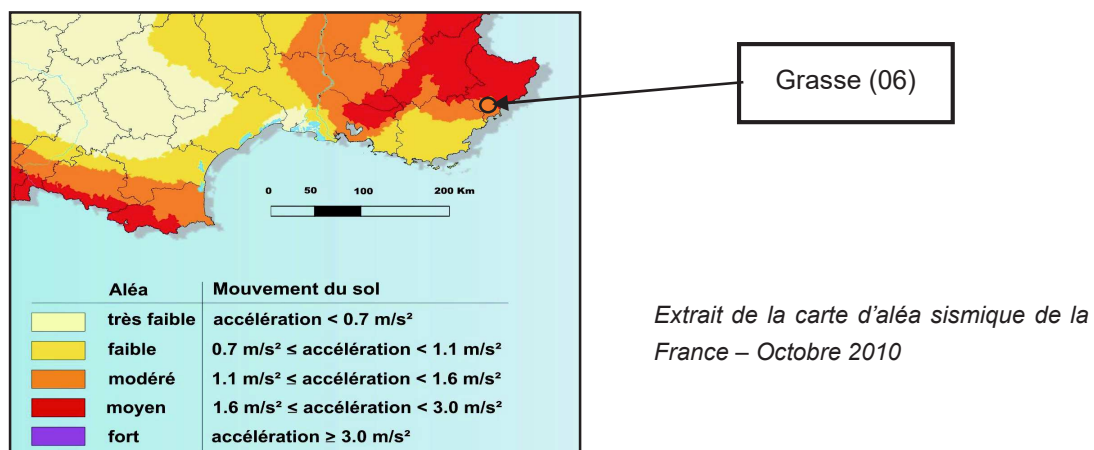 Grasse (06)
0 50 100 200 Km
Aléa Mouvement du sol
très faible accélération < 0.7 m/s²
faible 0.7 m/s² ≤ accélération < 1.1 m/s²
modéré 1.1 m/s² ≤ accélération < 1.6 m/s²
moyen 1.6 m/s² ≤ accélération < 3.0 m/s²
fort accélération ≥ 3.0 m/s²
Extrait de la carte d’aléa sismique de la
France – Octobre 2010